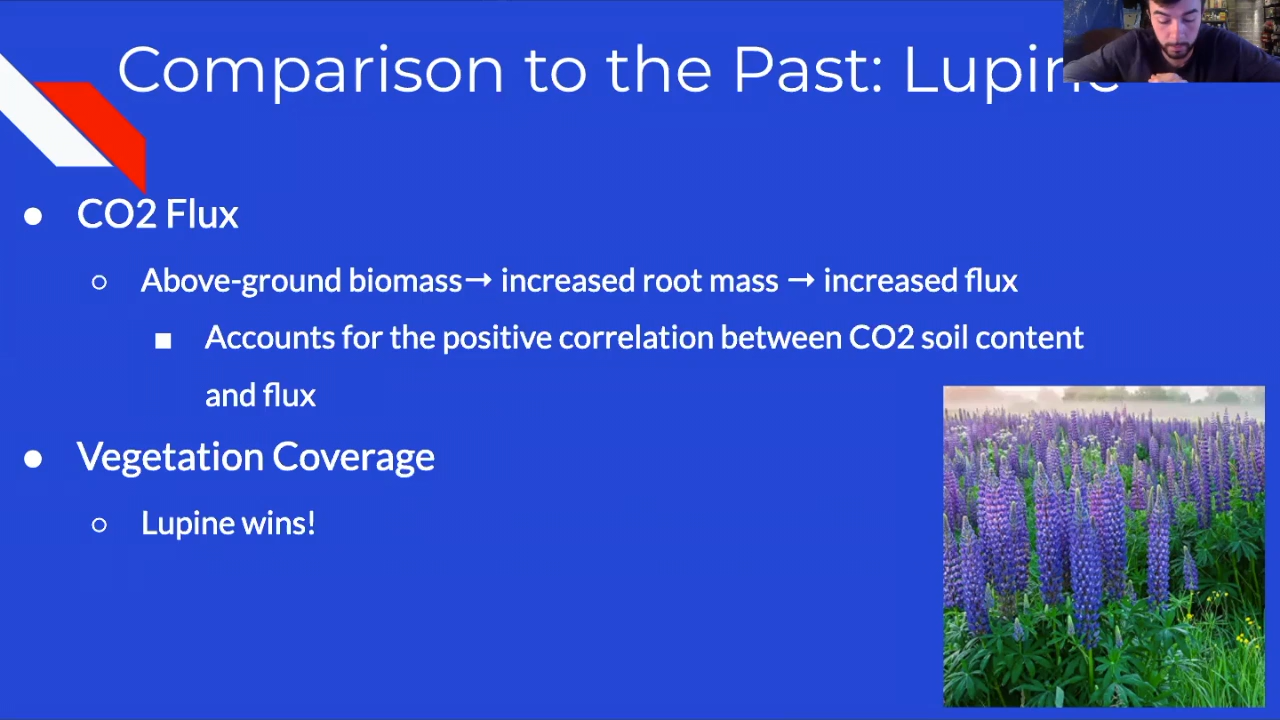 Comparison to the Past: Lupine
● CO2 Flux
○ Above-ground biomass→ increased root mass → increased flux
■ Accounts for the positive correlation between CO2 soil content
and flux
● Vegetation Coverage
○ Lupine wins!